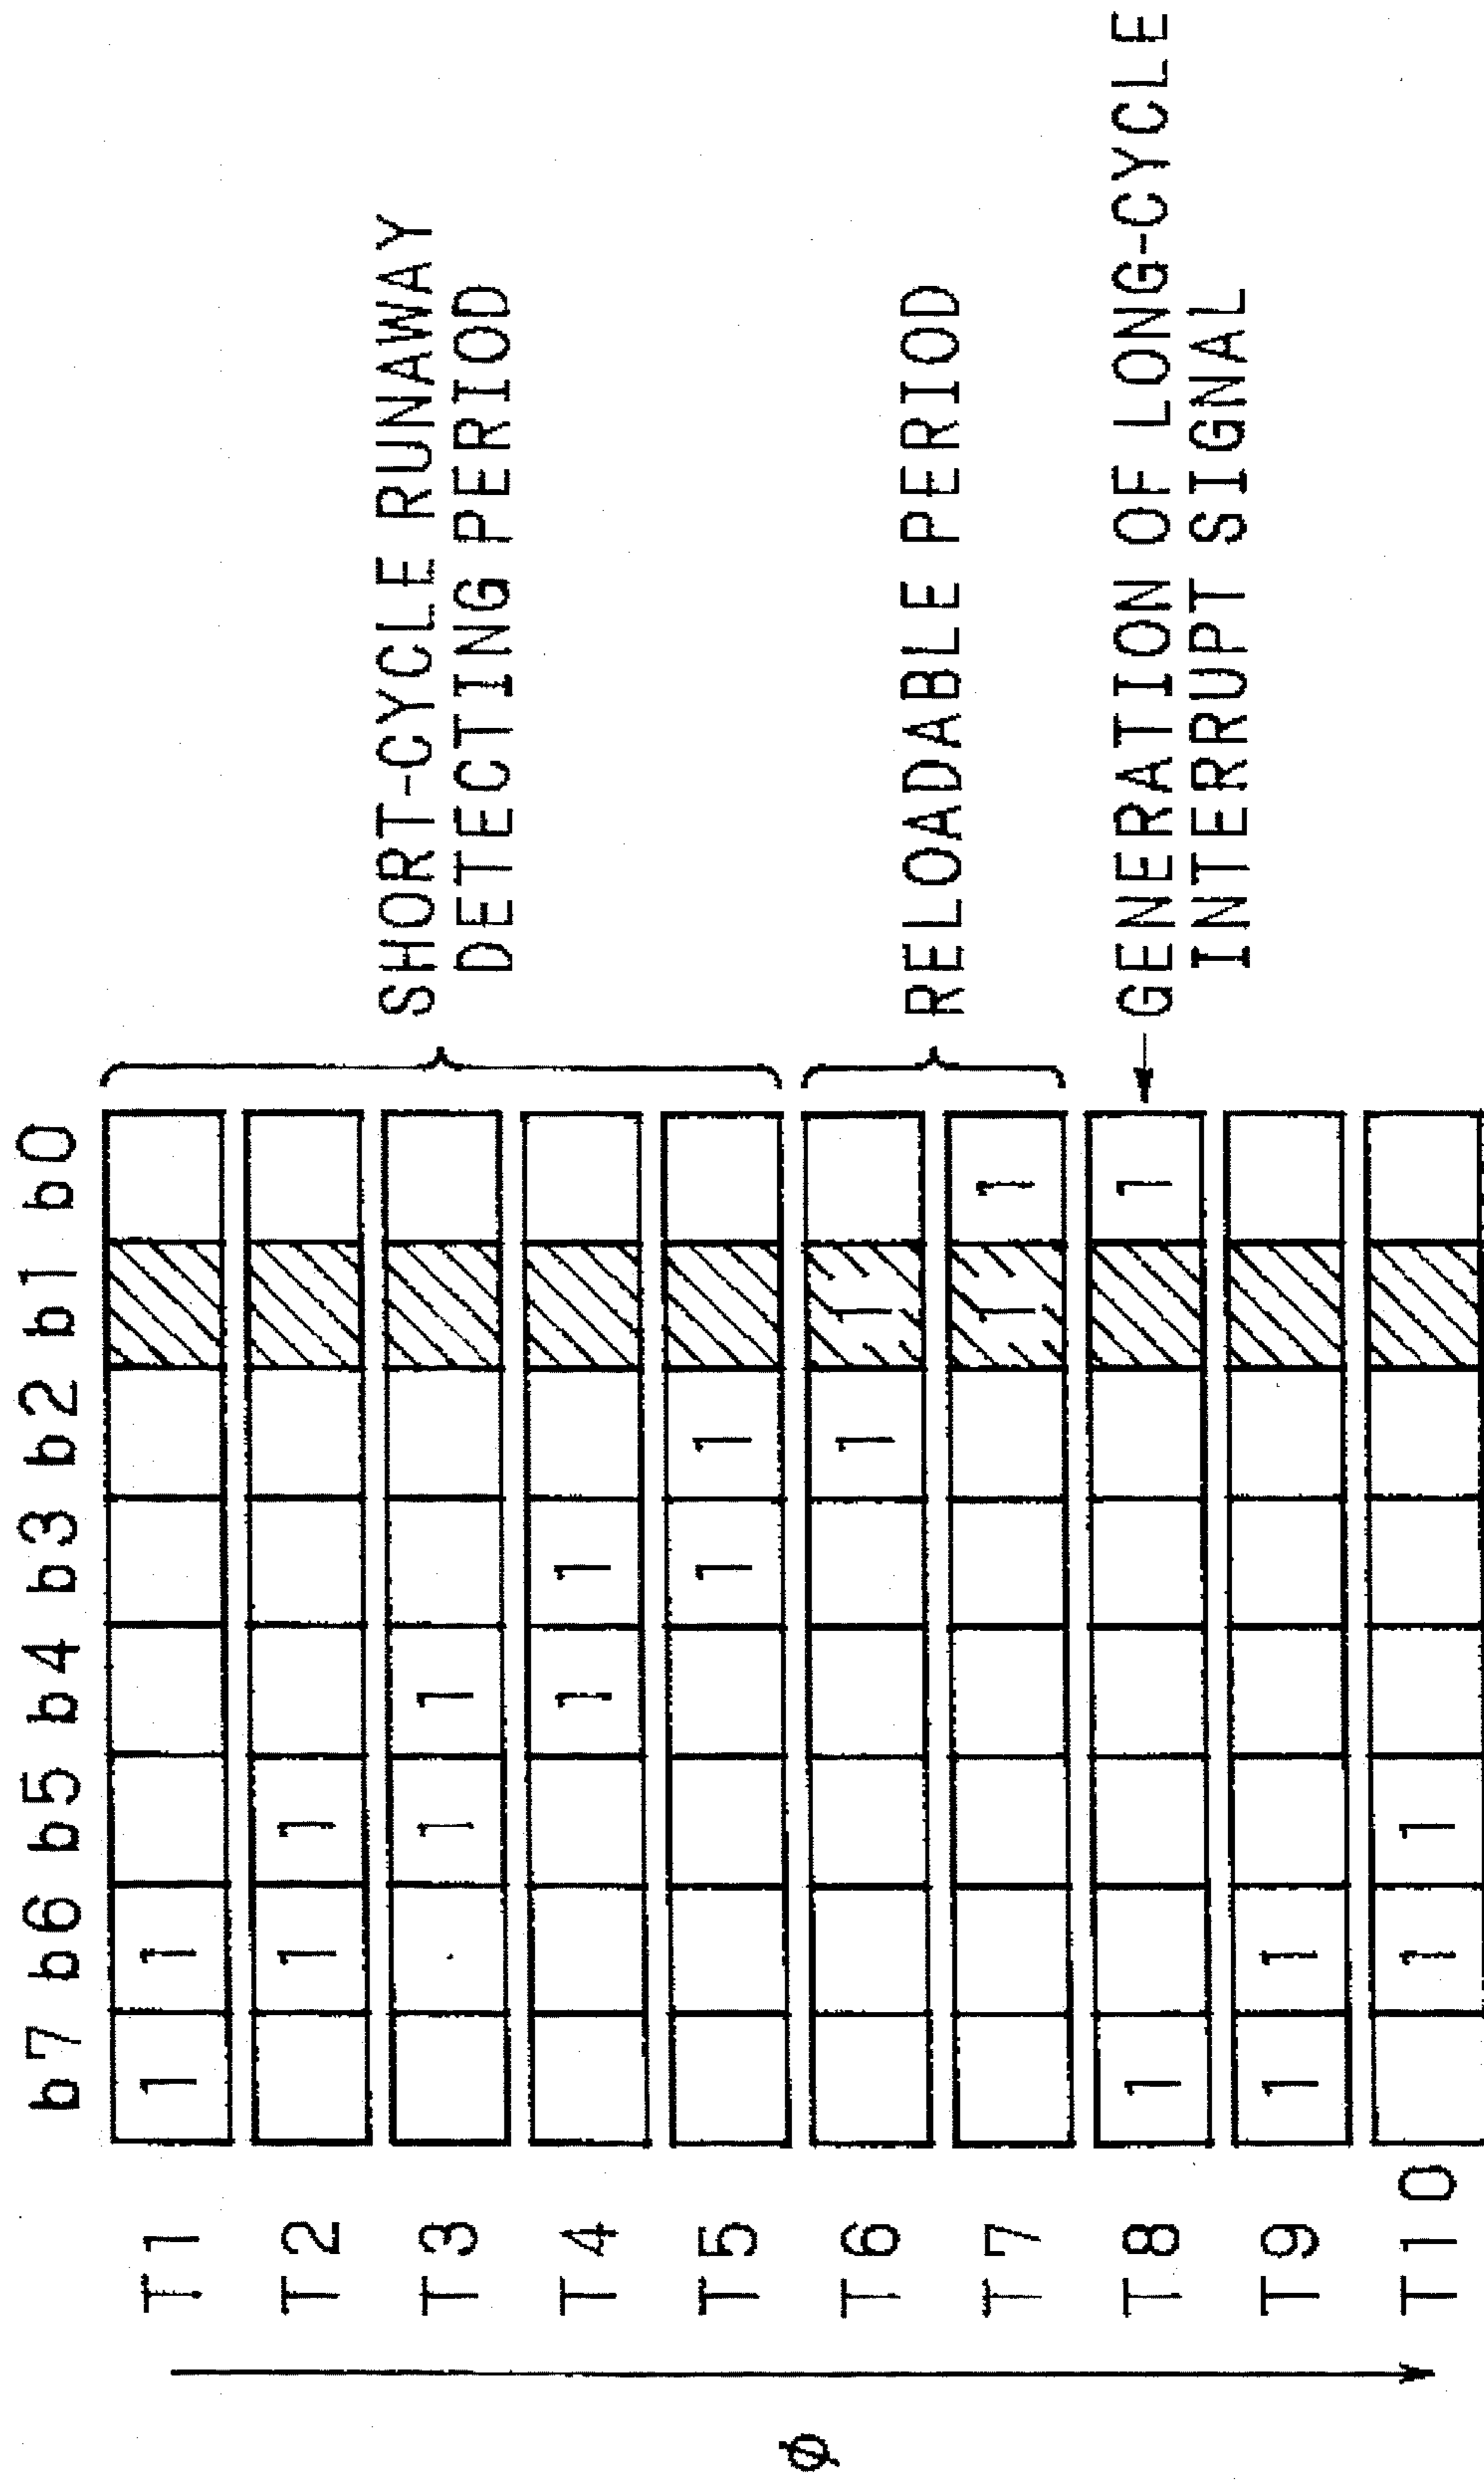 b7 b6 b5 b4 b3 b2 b1 b0
T1 1 1
T2 1 1
T3 1 1
T4 1 1
T5 1 1
T6 1 1
T7 1 1
T8 1 1
T9 1 1
T10 1 1
φ
SHORT-CYCLE RUNAWAY
DETECTING PERIOD
RELOADABLE PERIOD
GENERATION OF LONG-CYCLE
INTERRUPT SIGNAL